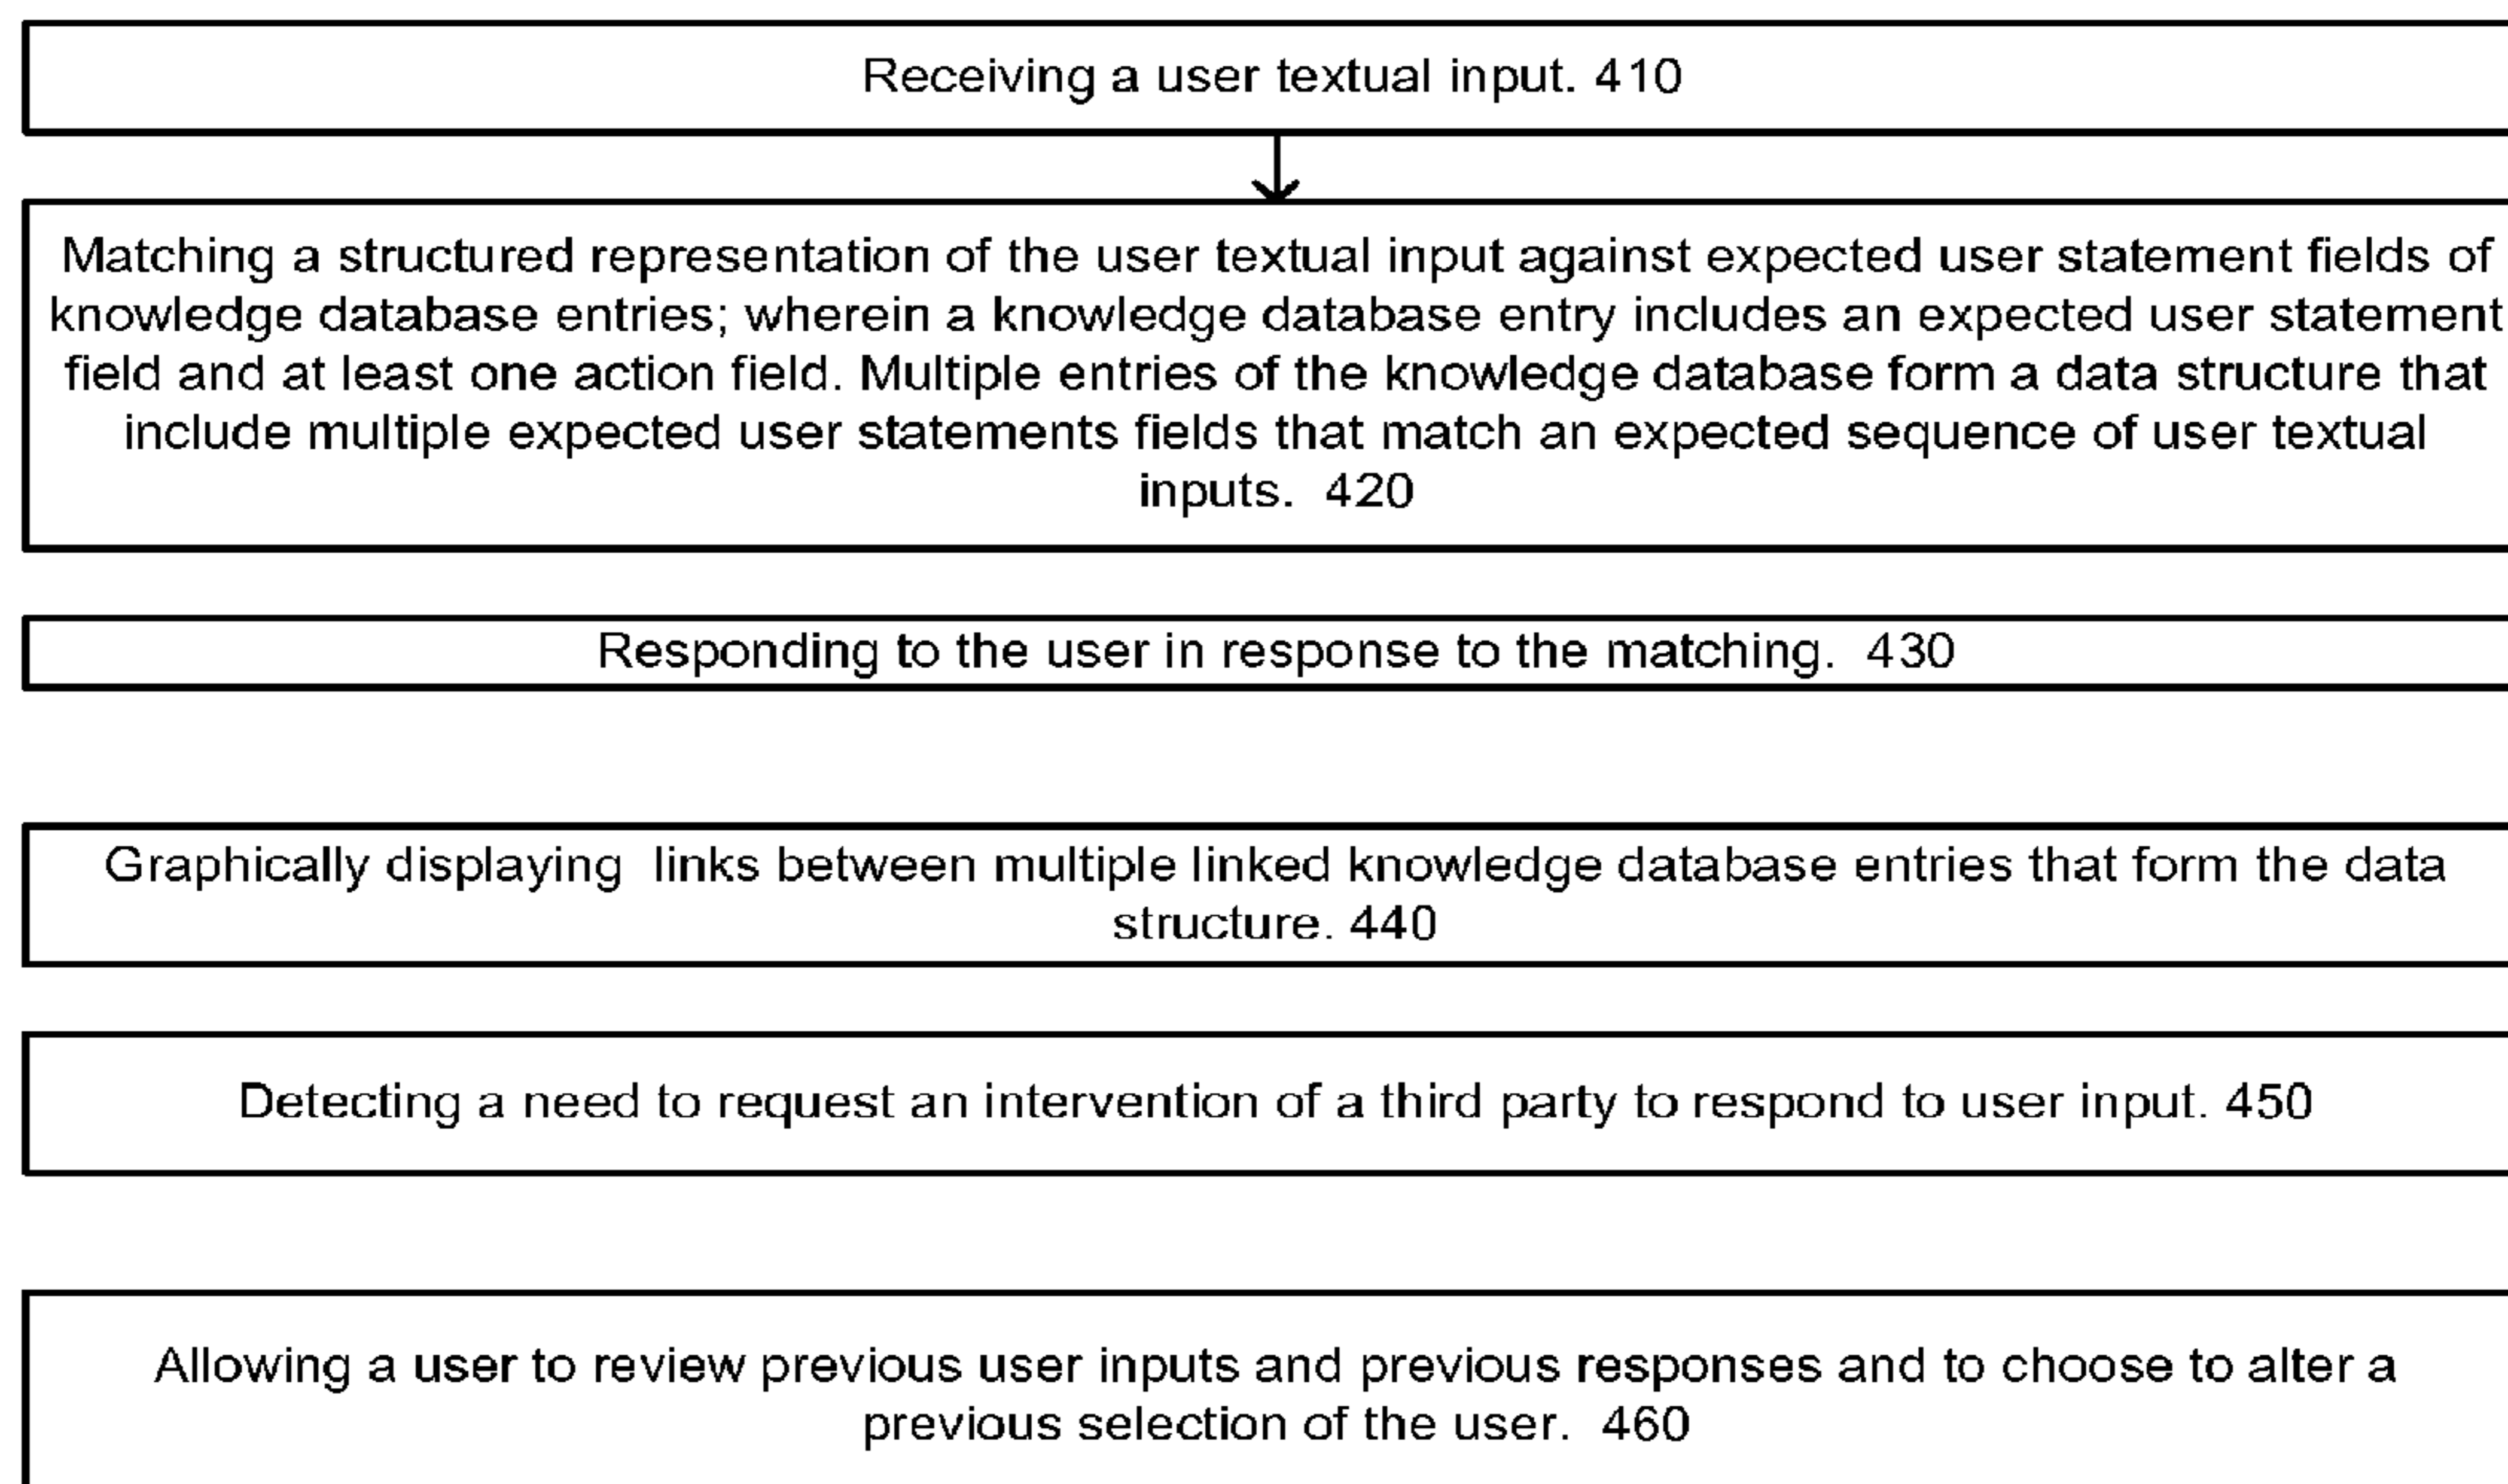 Receiving a user textual input. 410
Matching a structured representation of the user textual input against expected user statement fields of
knowledge database entries; wherein a knowledge database entry includes an expected user statement
field and at least one action field. Multiple entries of the knowledge database form a data structure that
include multiple expected user statements fields that match an expected sequence of user textual
inputs. 420
Responding to the user in response to the matching. 430
Graphically displaying links between multiple linked knowledge database entries that form the data
structure. 440
Detecting a need to request an intervention of a third party to respond to user input. 450
Allowing a user to review previous user inputs and previous responses and to choose to alter a
previous selection of the user. 460